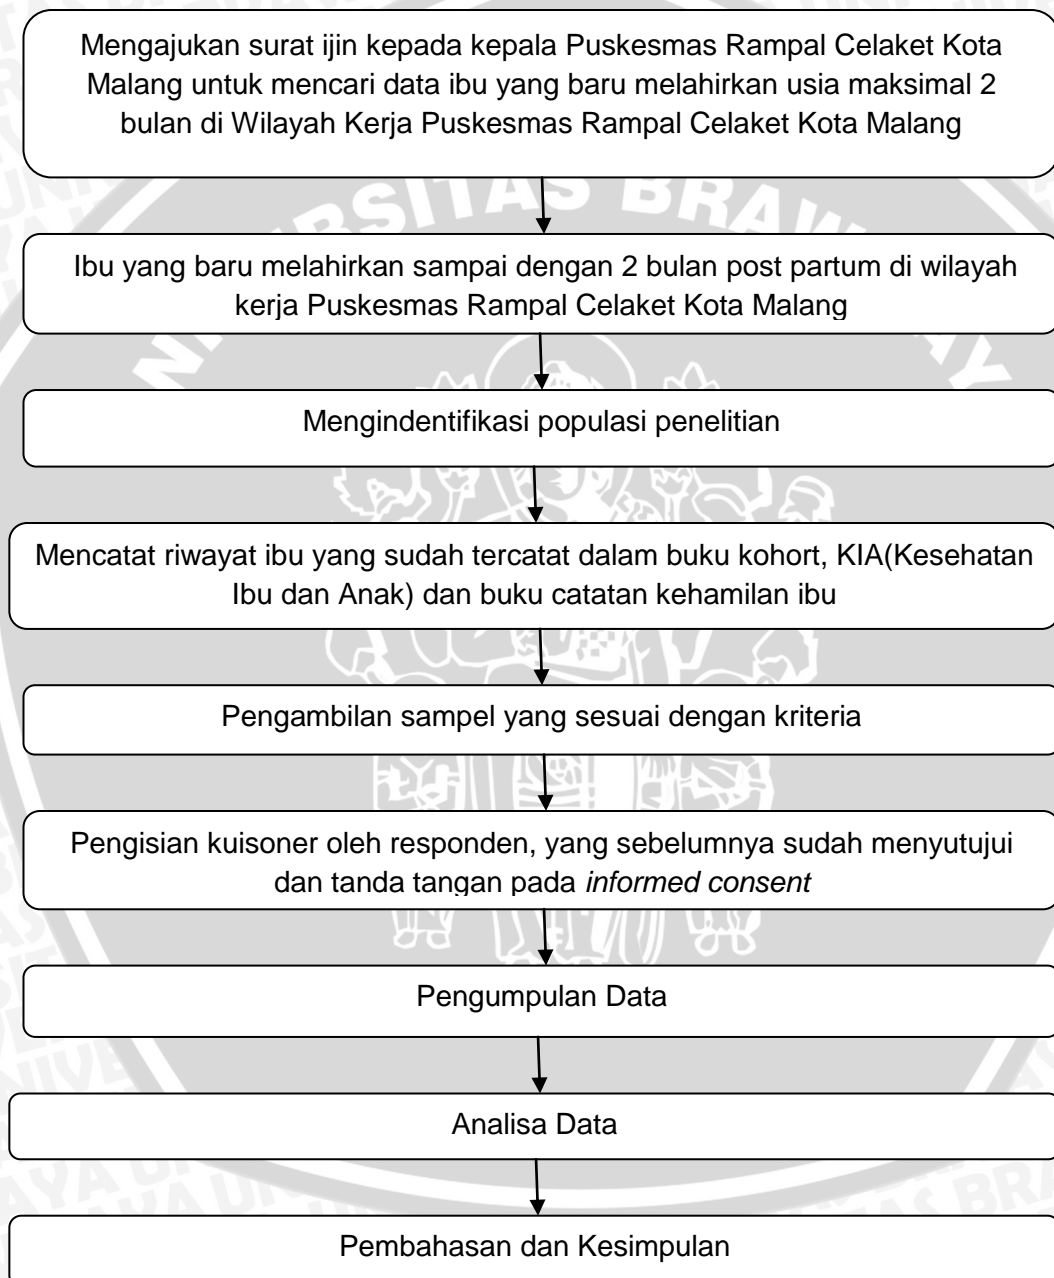 Mengajukan surat ijin kepada kepala Puskesmas Rampal Celaket Kota
Malang untuk mencari data ibu yang baru melahirkan usia maksimal 2
bulan di Wilayah Kerja Puskesmas Rampal Celaket Kota Malang
Ibu yang baru melahirkan sampai dengan 2 bulan post partum di wilayah
kerja Puskesmas Rampal Celaket Kota Malang
Mengindentifikasi populasi penelitian
Mencatat riwayat ibu yang sudah tercatat dalam buku kohort, KIA(Kesehatan
Ibu dan Anak) dan buku catatan kehamilan ibu
Pengambilan sampel yang sesuai dengan kriteria
Pengisian kuisoner oleh responden, yang sebelumnya sudah menyutujui
dan tanda tangan pada informed consent
Pengumpulan Data
Analisa Data
Pembahasan dan Kesimpulan